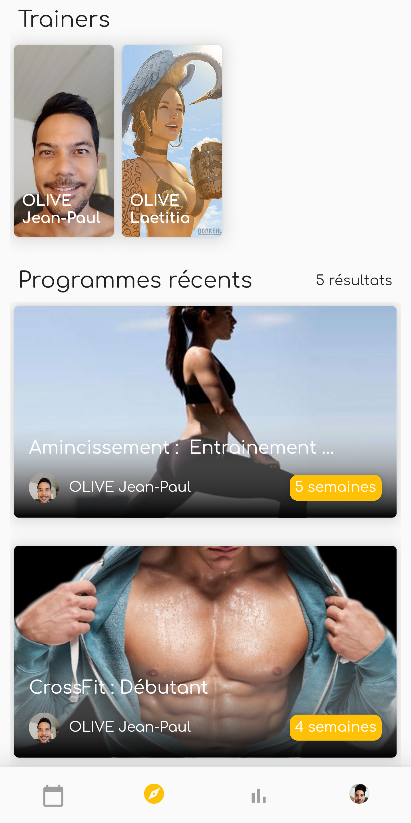 Trainers
OLIVE
Jean-Paul
OLIVE
Laetitia
Programmes récents
5 résultats
Amincissement :  Entrainement ...
OLIVE Jean-Paul
5 semaines
CrossFit : Débutant
OLIVE Jean-Paul
4 semaines